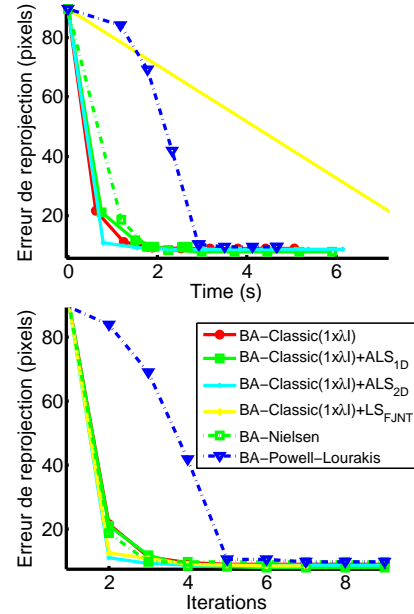 Erreur de reprojection (pixels)
80
60
40
20
0
2
4
6
Time (s)
Erreur de reprojection (pixels)
80
60
40
20
2
4
6
8
Iterations
BA−Classic(1xλI)
BA−Classic(1xλI)+ALS1D
BA−Classic(1xλI)+ALS2D
BA−Classic(1xλI)+LSFJNT
BA−Nielsen
BA−Powell−Lourakis